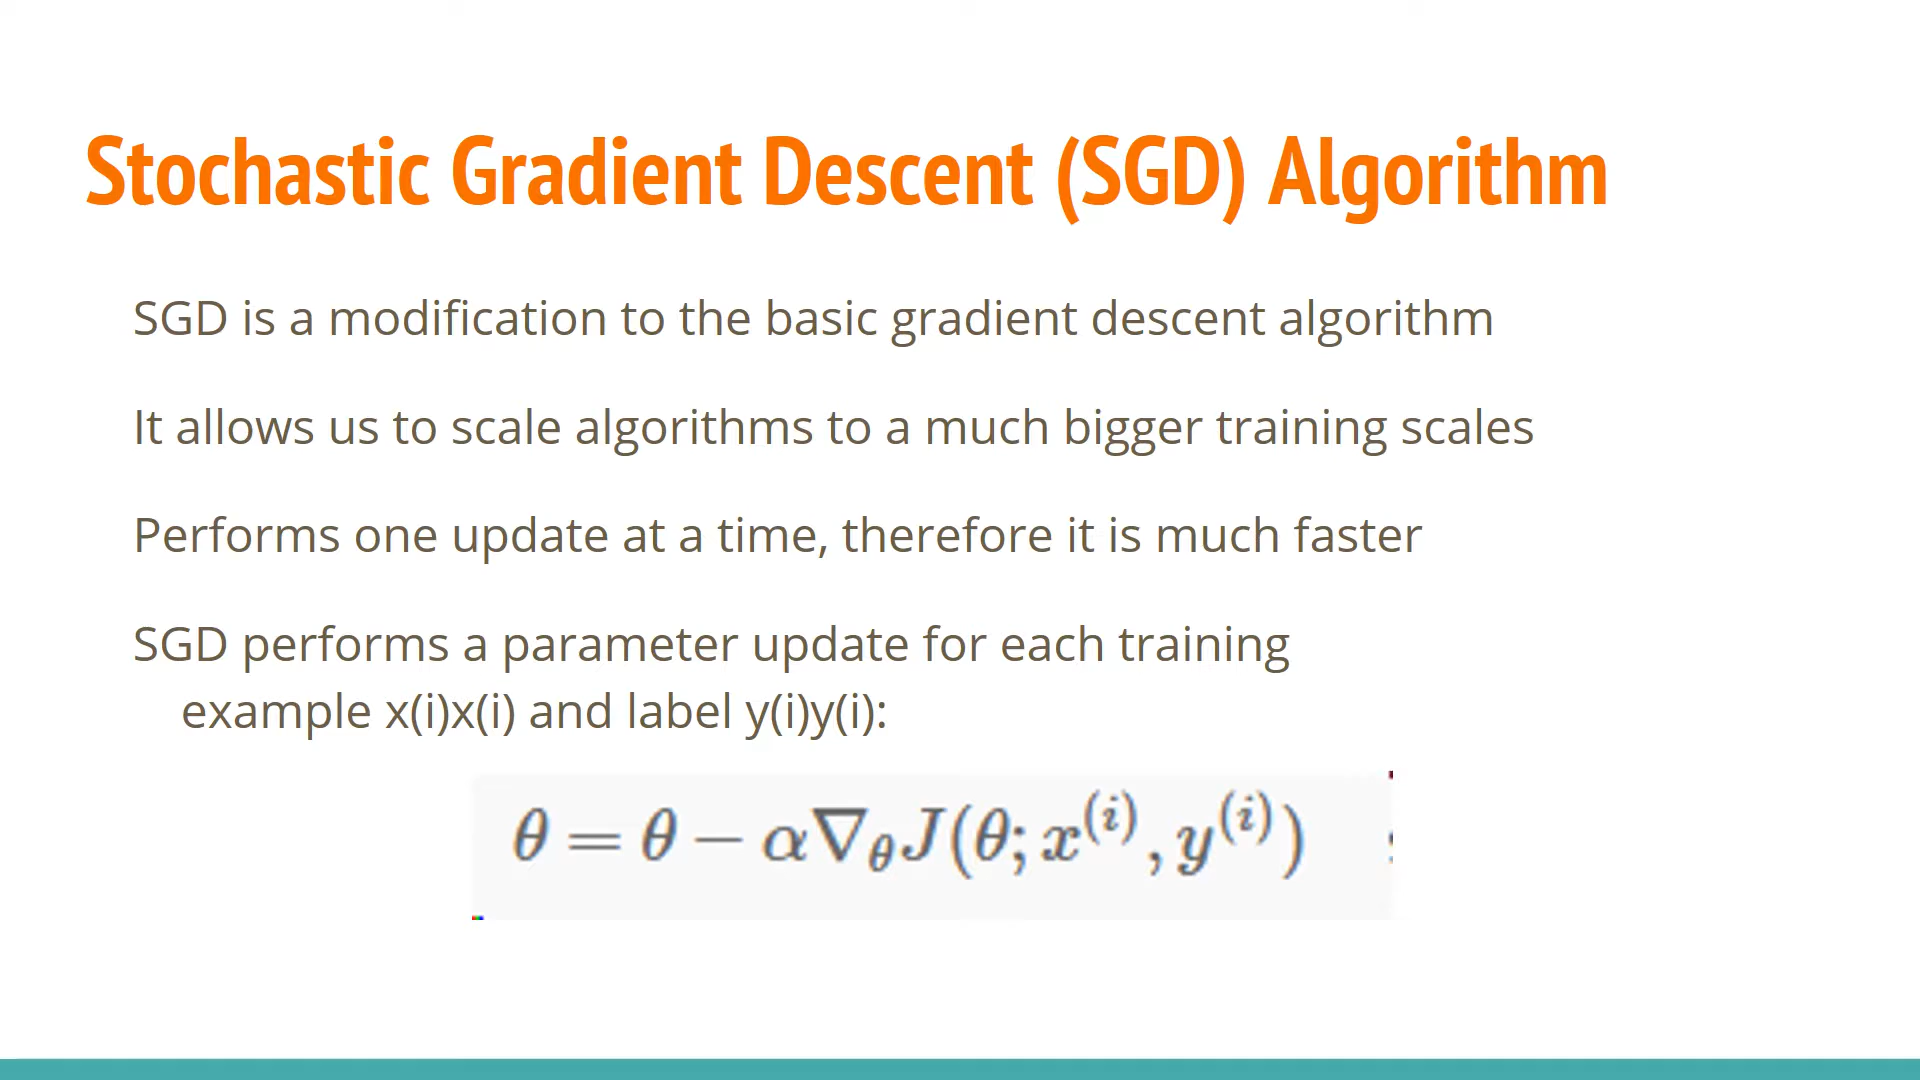 Stochastic Gradient Descent (SGD) Algorithm
SGD is a modification to the basic gradient descent algorithm
It allows us to scale algorithms to a much bigger training scales
Performs one update at a time, therefore it is much faster
SGD performs a parameter update for each training
example x(i)x(i) and label y(i)y(i):
θ = θ − α∇_θ J(θ; x^(i), y^(i))